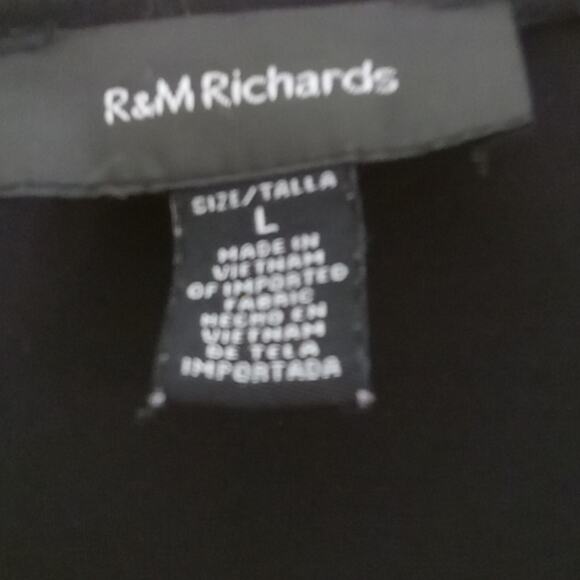 R&M Richards
SIZE/TALLA
L
MADE IN
VIETNAM
OF IMPORTED
FABRIC
HECHO EN
VIETNAM
DE TELA
IMPORTADA